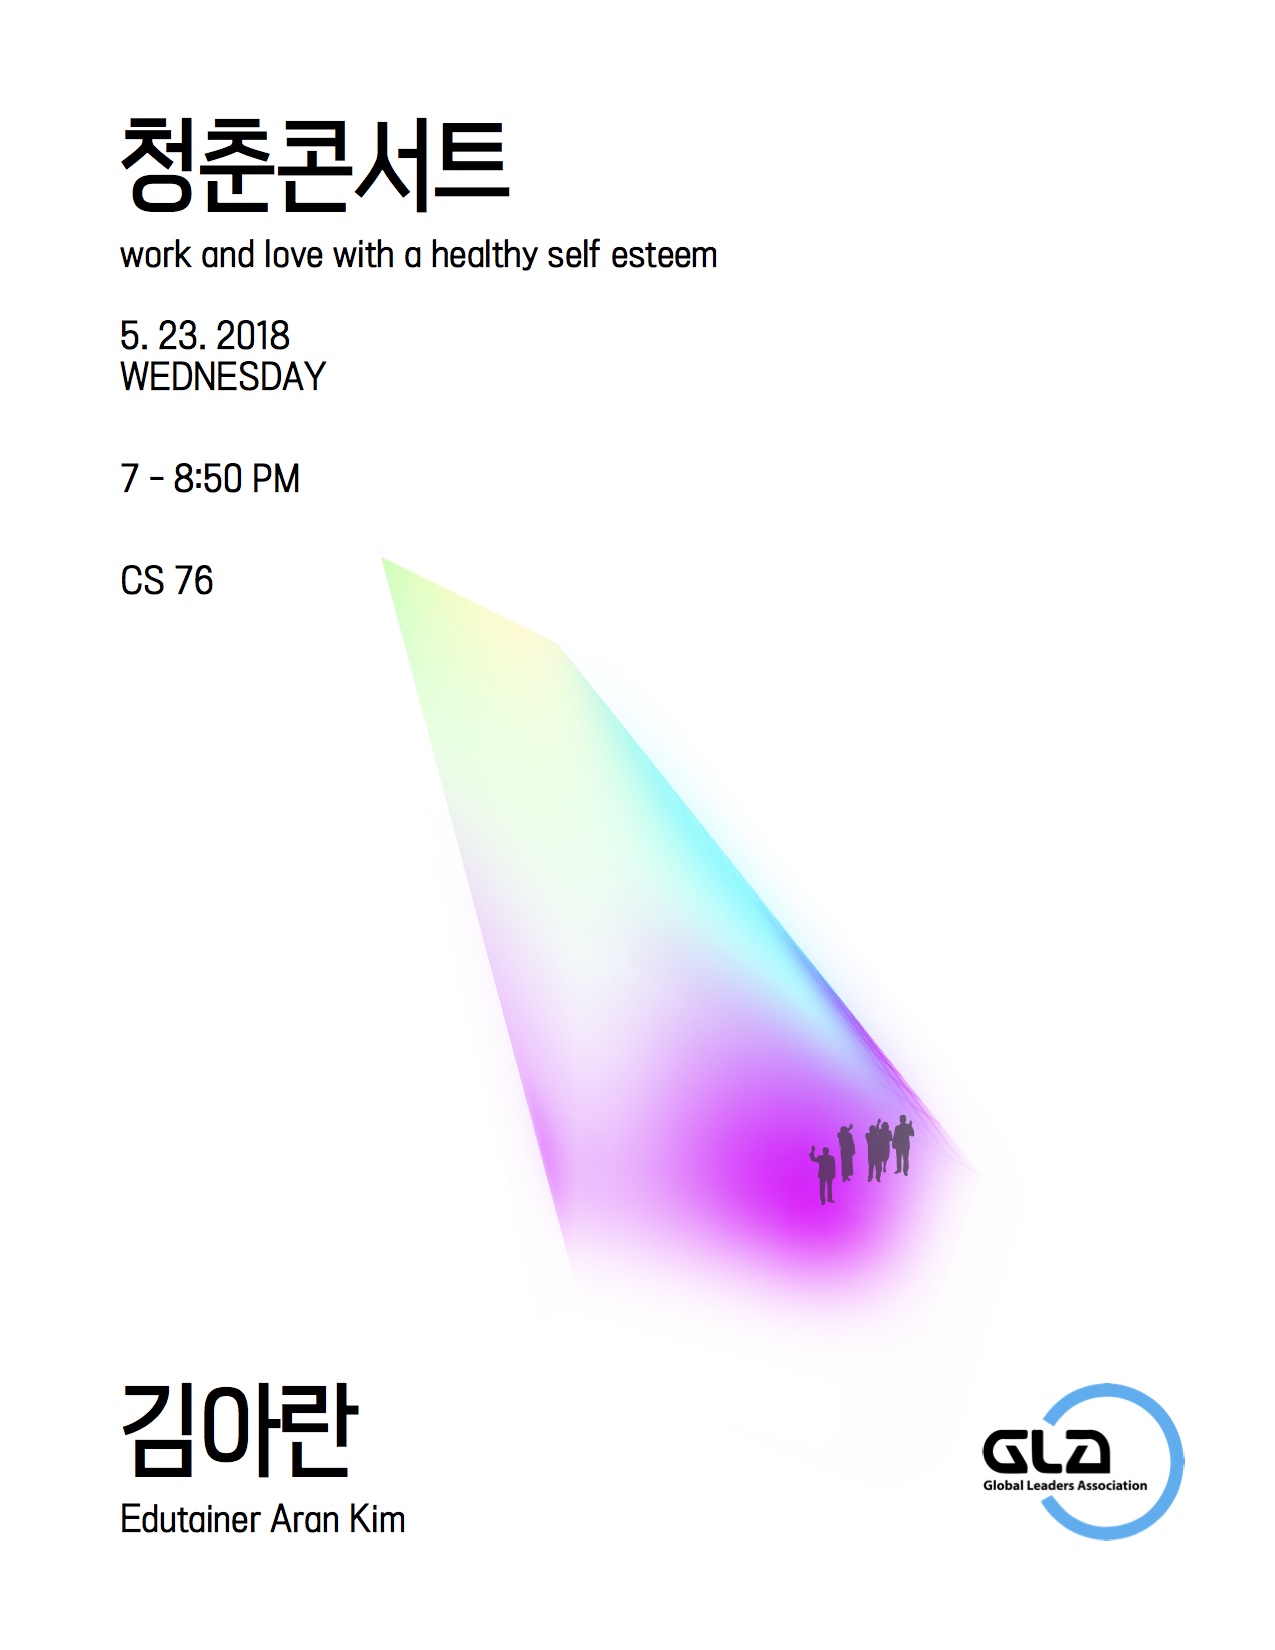 청춘콘서트
work and love with a healthy self esteem
5. 23. 2018
WEDNESDAY
7 - 8:50 PM
CS 76
김아란
Edutainer Aran Kim
GLA
Global Leaders Association